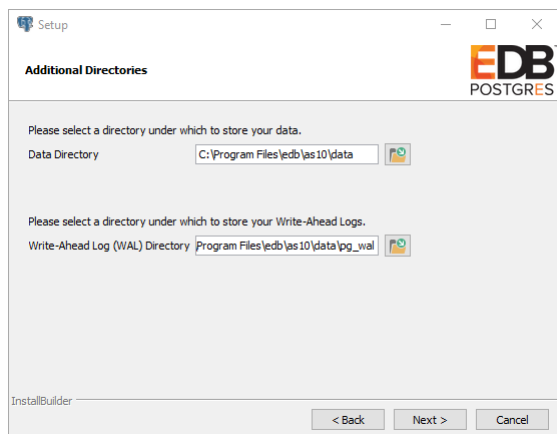 Setup
Additional Directories
EDB
POSTGRES
Please select a directory under which to store your data.
Data Directory
C:\Program Files\edb\as10\data
Please select a directory under which to store your Write-Ahead Logs.
Write-Ahead Log (WAL) Directory
Program Files\edb\as10\data\pg_wal
InstallBuilder
< Back
Next >
Cancel